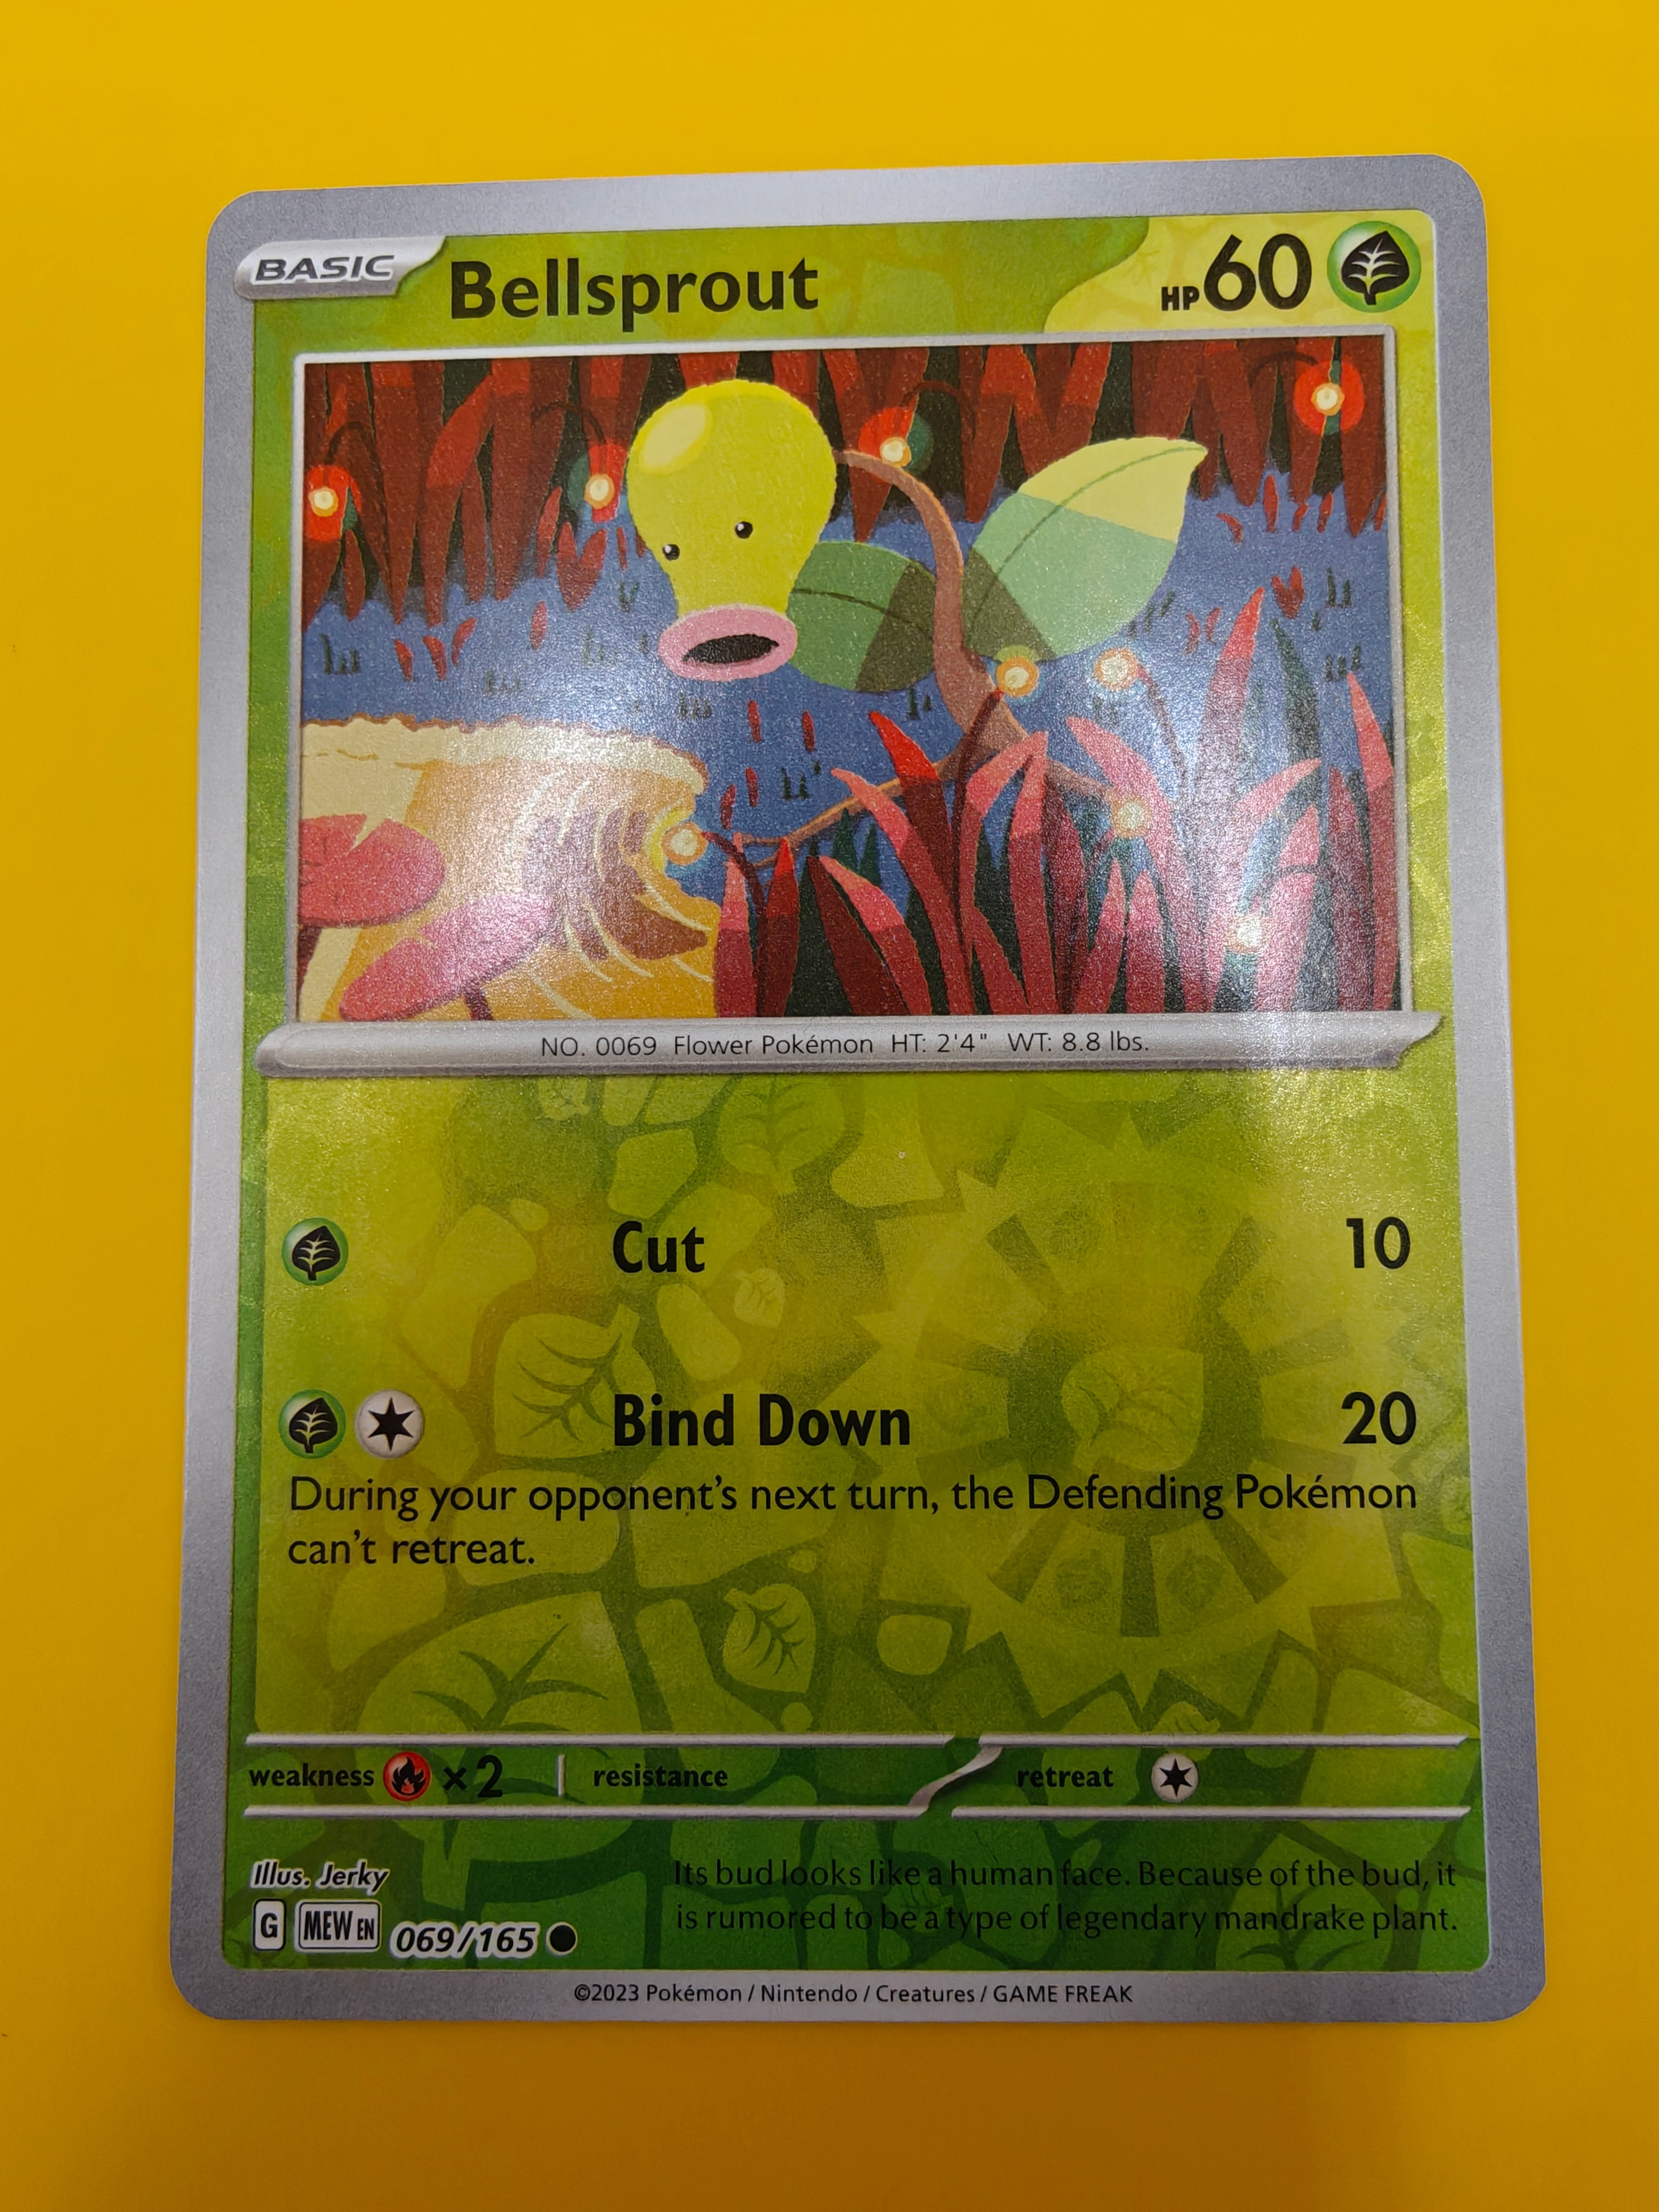 BASIC Bellsprout HP60
NO. 0069 Flower Pokémon HT: 2'4" WT: 8.8 lbs.
Cut 10
Bind Down 20
During your opponent's next turn, the Defending Pokémon
can't retreat.
weakness ×2 resistance retreat
Illus. Jerky
Its bud looks like a human face. Because of the bud, it
is rumored to be a type of legendary mandrake plant.
G MEW EN 069/165
©2023 Pokémon / Nintendo / Creatures / GAME FREAK